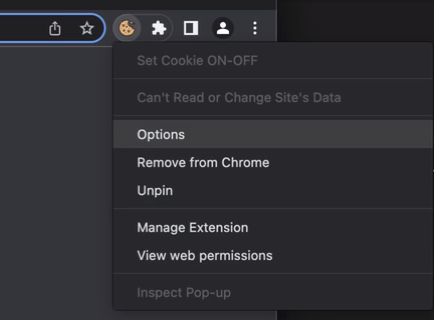 Set Cookie ON-OFF
Can't Read or Change Site's Data
Options
Remove from Chrome
Unpin
Manage Extension
View web permissions
Inspect Pop-up